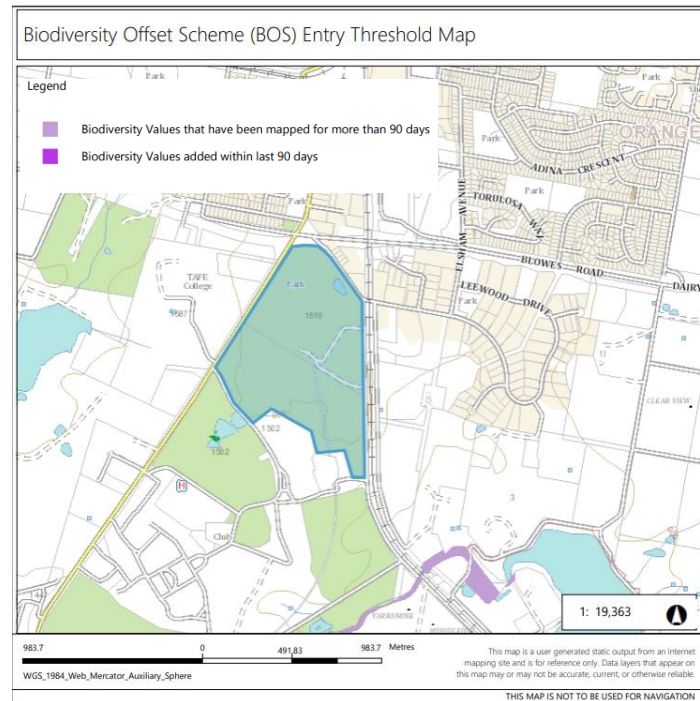 Biodiversity Offset Scheme (BOS) Entry Threshold Map
Park
Park
Legend
Biodiversity Values that have been mapped for more than 90 days
Biodiversity Values added within last 90 days
Park
ORANGE
ADINA CRESCENT
Park
TORULOSA WAY
ELSHAM AVENUE
Park
BLOWES ROAD
TAFE
College
Park
LEEWOOD DRIVE
Park
DAIRY
1610
CLEAR VIEW
1502
1502
H
3
Club
YARRAMINE
1: 19,363
983.7
0
491.83
983.7
Metres
WGS_1984_Web_Mercator_Auxiliary_Sphere
This map is a user generated static output from an Internet
mapping site and is for reference only. Data layers that appear on
this map may or may not be accurate, current, or otherwise reliable.
THIS MAP IS NOT TO BE USED FOR NAVIGATION